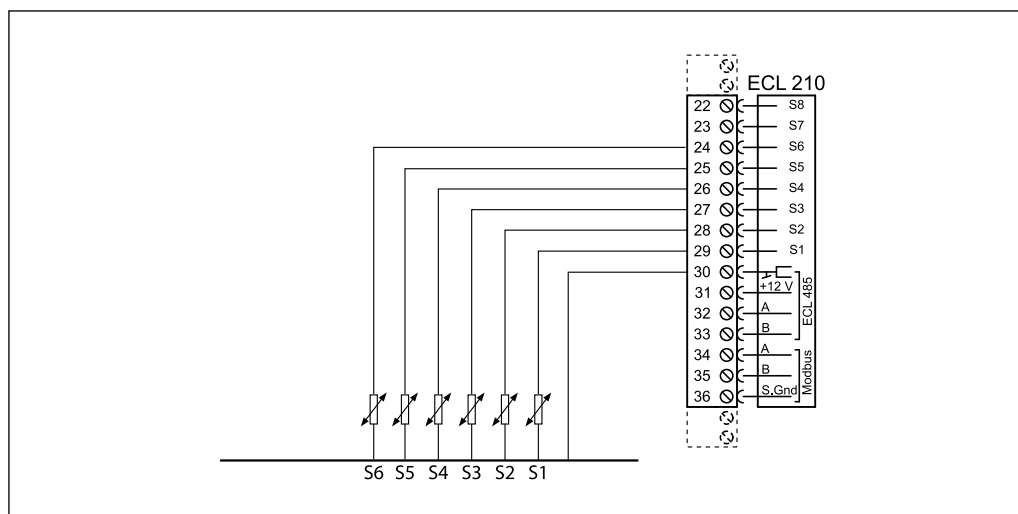 ECL 210
22 S8
23 S7
24 S6
25 S5
26 S4
27 S3
28 S2
29 S1
30
31 +12 V
32 A
33 B
ECL 485
34 A
35 B
36 S.Gnd
Modbus
S6 S5 S4 S3 S2 S1